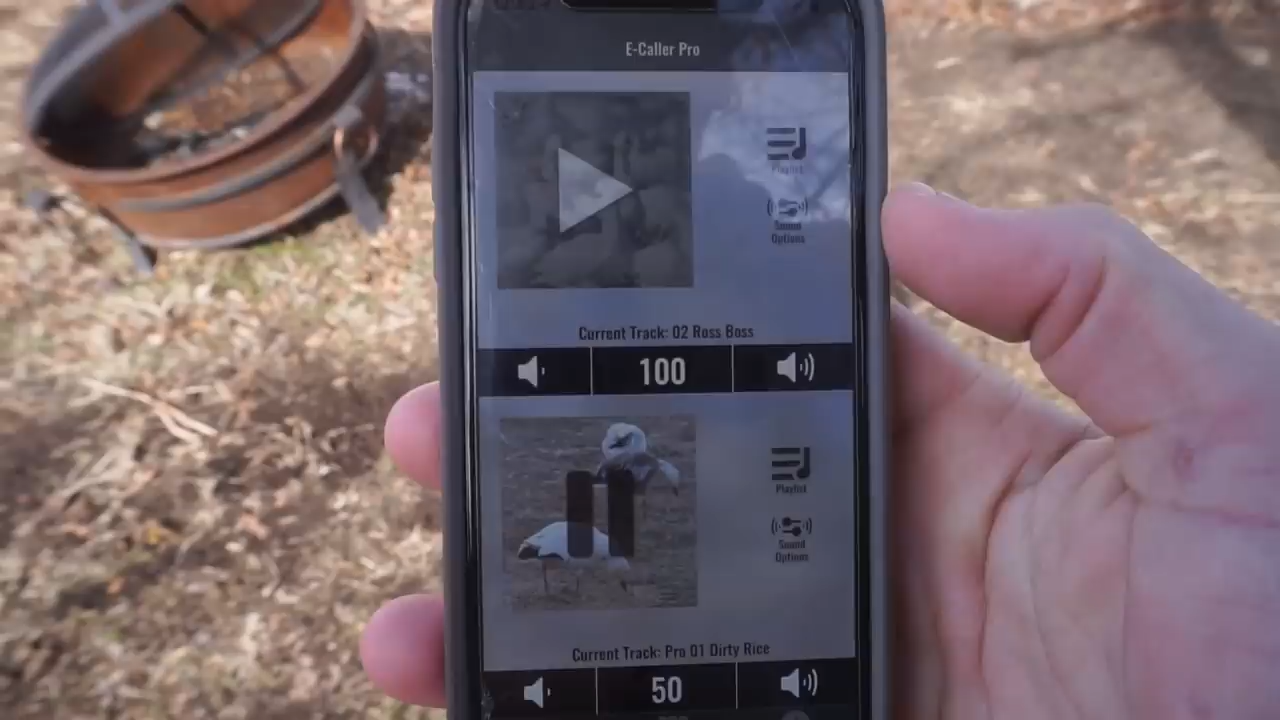 E-Caller Pro
Playlist
Sound
Options
Current Track: 02 Ross Boss
100
Playlist
Sound
Options
Current Track: Pro 01 Dirty Rice
50